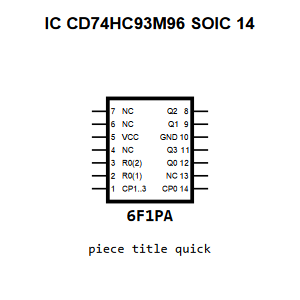 IC CD74HC93M96 SOIC 14
7 NC Q2 8
6 NC Q1 9
5 VCC GND 10
4 NC Q3 11
3 R0(2) Q0 12
2 R0(1) NC 13
1 CP1..3 CP0 14
6F1PA
piece title quick